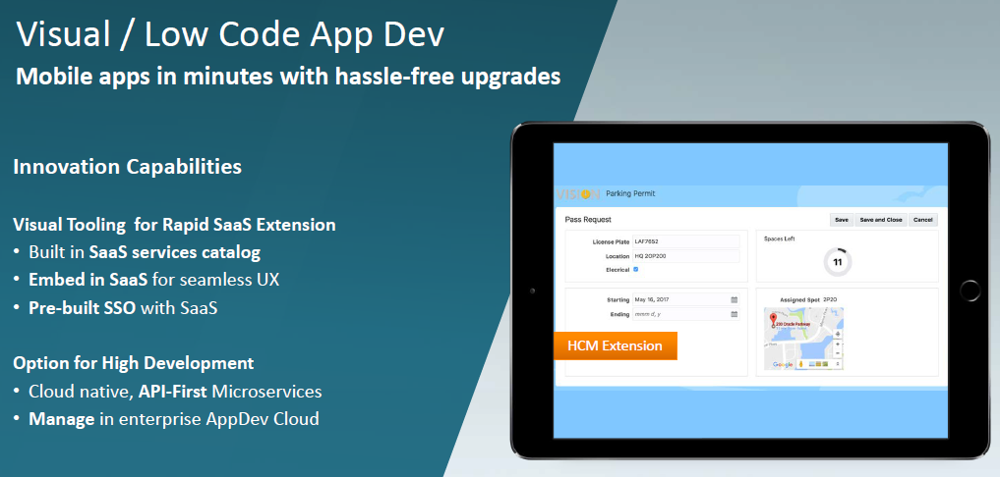 Visual / Low Code App Dev
Mobile apps in minutes with hassle-free upgrades
Innovation Capabilities
Visual Tooling for Rapid SaaS Extension
• Built in SaaS services catalog
• Embed in SaaS for seamless UX
• Pre-built SSO with SaaS
Option for High Development
• Cloud native, API-First Microservices
• Manage in enterprise AppDev Cloud
VISION Parking Permit
Pass Request
Save Save and Close Cancel
License Plate LAF7652
Location HQ 2OP200
Elecrical
Spaces Left
11
Starting May 16, 2017
Ending mmm d, y
HCM Extension
Assigned Spot 2P20
200 Oracle Parkway
Google